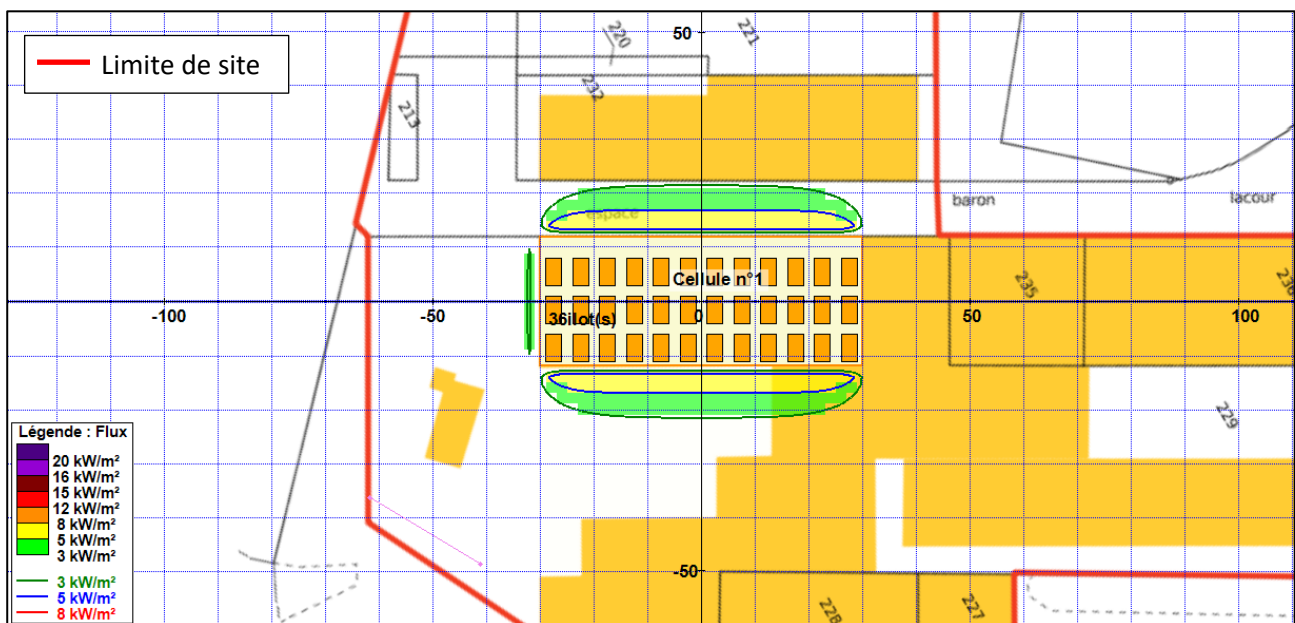 Limite de site
50
220
221
232
213
espace
baron
lacour
Cellule n°1
235
236
36ilot(s)
-100
-50
0
50
100
229
Légende : Flux
20 kW/m²
16 kW/m²
15 kW/m²
12 kW/m²
8 kW/m²
5 kW/m²
3 kW/m²
3 kW/m²
5 kW/m²
8 kW/m²
-50
228
227